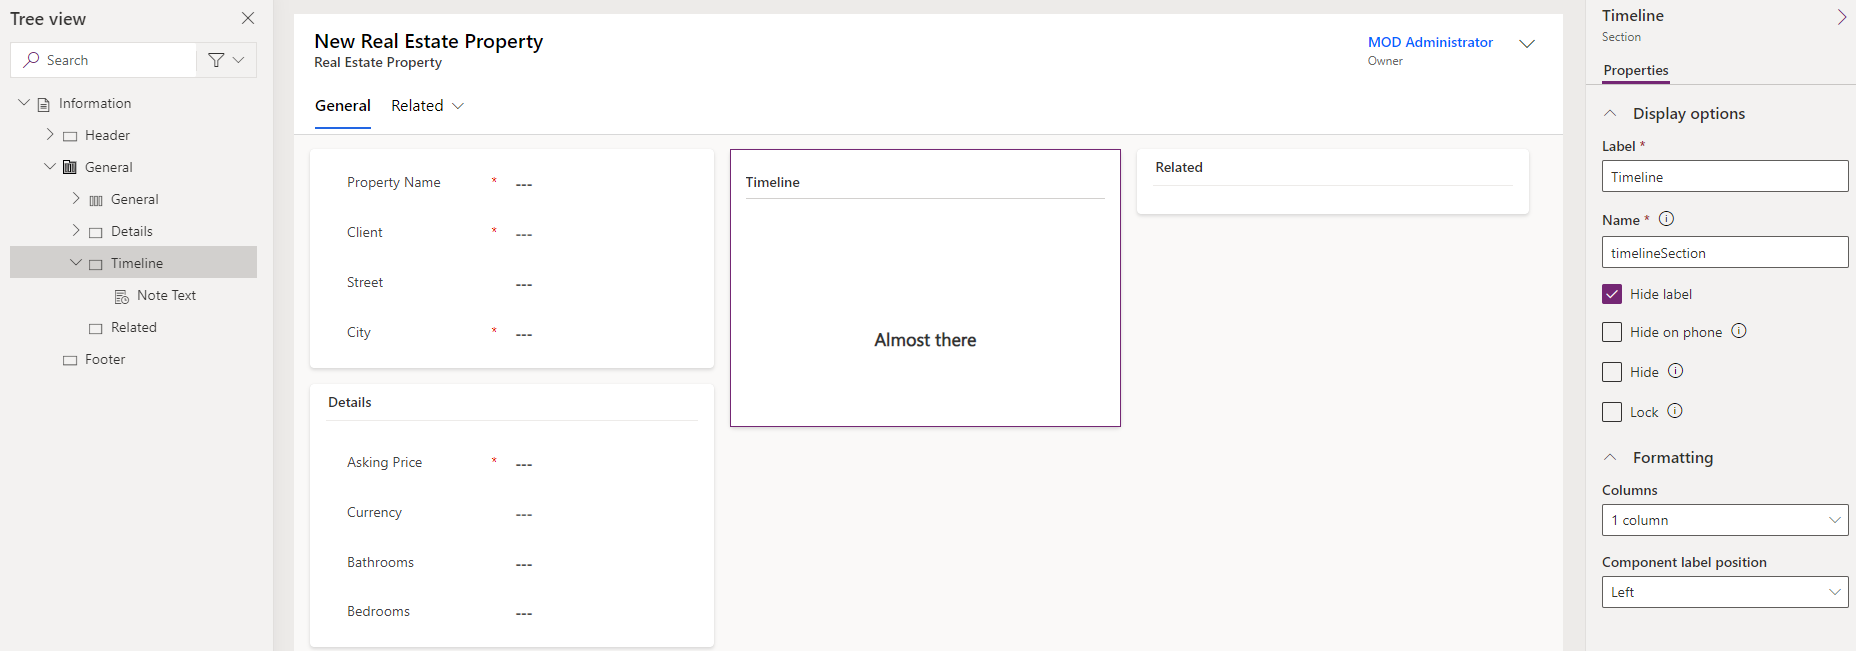 Tree view
Search
Information
Header
General
General
Details
Timeline
Note Text
Related
Footer
New Real Estate Property
Real Estate Property
MOD Administrator
Owner
General
Related
Property Name * ---
Client * ---
Street ---
City * ---
Details
Asking Price * ---
Currency ---
Bathrooms ---
Bedrooms ---
Timeline
Almost there
Related
Timeline
Section
Properties
Display options
Label *
Timeline
Name *
timelineSection
Hide label
Hide on phone
Hide
Lock
Formatting
Columns
1 column
Component label position
Left